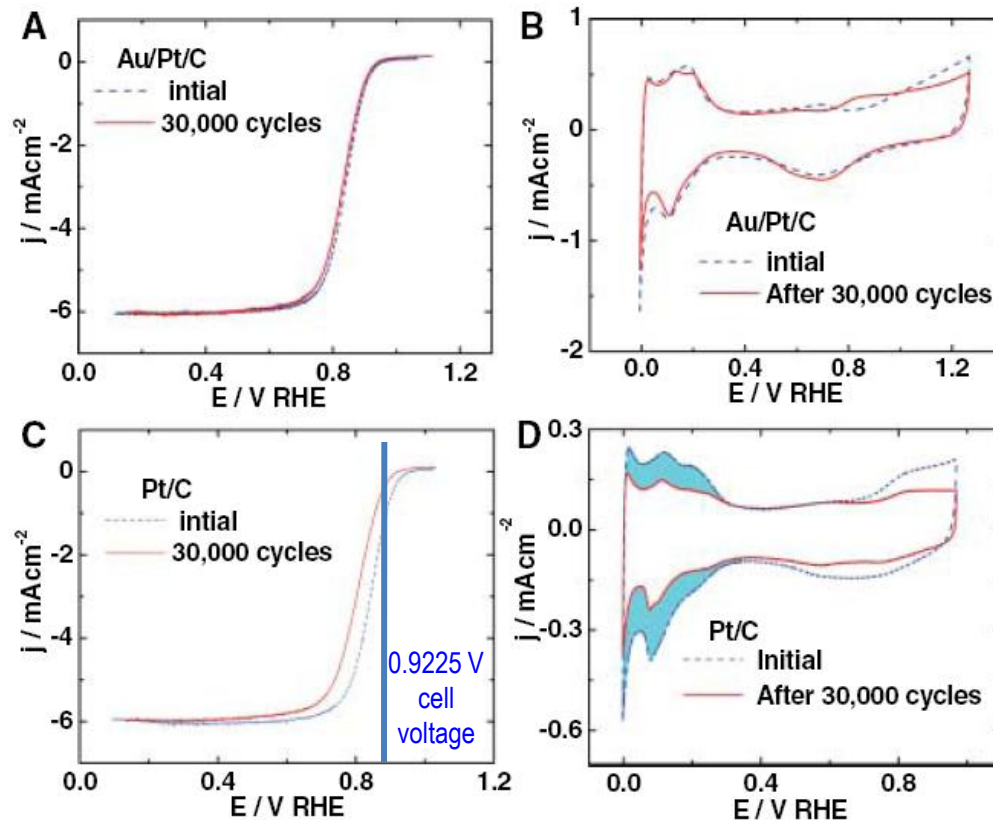 A
0
-2
-4
-6
j / mAcm-2
Au/Pt/C
intial
30,000 cycles
0.0
0.4
0.8
1.2
E / V RHE
B
1
0
-1
-2
j / mAcm-2
Au/Pt/C
intial
After 30,000 cycles
0.0
0.4
0.8
1.2
E / V RHE
C
0
-2
-4
-6
j / mAcm-2
Pt/C
intial
30,000 cycles
0.9225 V
cell
voltage
0.0
0.4
0.8
1.2
E / V RHE
D
0.3
0.0
-0.3
-0.6
j / mAcm-2
Pt/C
Initial
After 30,000 cycles
0.0
0.4
0.8
E / V RHE